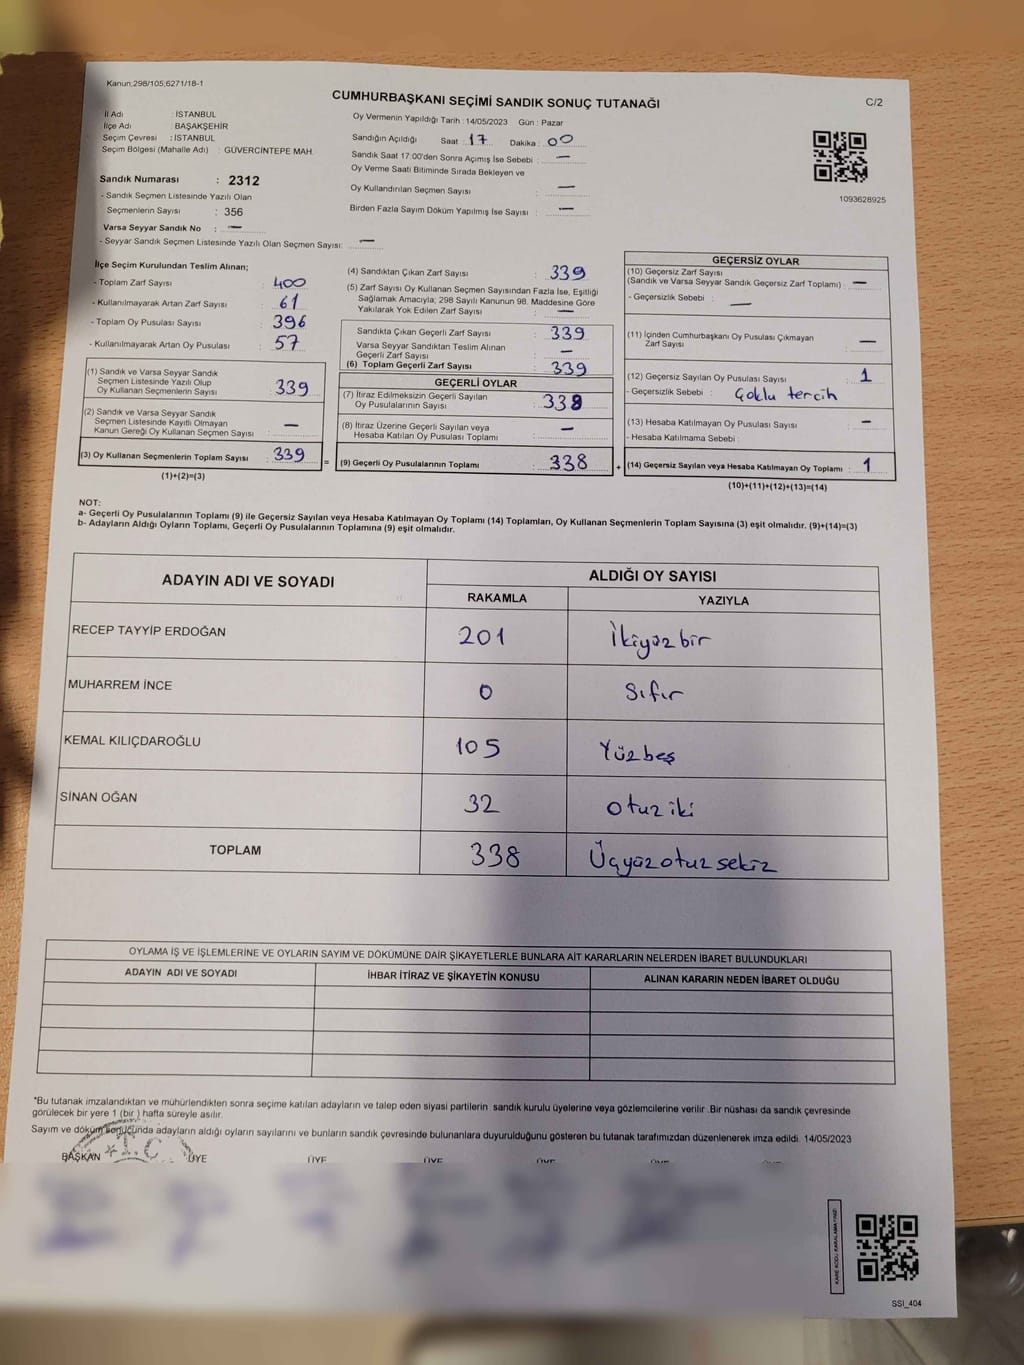 Kanun;298/105;6271/18-1
CUMHURBAŞKANI SEÇİMİ SANDIK SONUÇ TUTANAĞI
C/2
İl Adı : İSTANBUL
İlçe Adı : BAŞAKŞEHİR
Seçim Çevresi : İSTANBUL
Seçim Bölgesi (Mahalle Adı) : GÜVERCİNTEPE MAH.
Sandık Numarası : 2312
- Sandık Seçmen Listesinde Yazılı Olan
Seçmenlerin Sayısı : 356
Varsa Seyyar Sandık No : —
- Seyyar Sandık Seçmen Listesinde Yazılı Olan Seçmen Sayısı: —
Oy Vermenin Yapıldığı Tarih : 14/05/2023 Gün : Pazar
Sandığın Açıldığı Saat : 17 Dakika : 00
Sandık Saat 17:00'den Sonra Açımış İse Sebebi : —
Oy Verme Saati Bitiminde Sırada Bekleyen ve
Oy Kullandırılan Seçmen Sayısı : —
Birden Fazla Sayım Döküm Yapılmış İse Sayısı : —
1093628925
İlçe Seçim Kurulundan Teslim Alınan;
- Toplam Zarf Sayısı : 400
- Kullanılmayarak Artan Zarf Sayısı : 61
- Toplam Oy Pusulası Sayısı : 396
- Kullanılmayarak Artan Oy Pusulası : 57
(1) Sandık ve Varsa Seyyar Sandık
Seçmen Listesinde Yazılı Olup
Oy Kullanan Seçmenlerin Sayısı : 339
(2) Sandık ve Varsa Seyyar Sandık
Seçmen Listesinde Kayıtlı Olmayan
Kanun Gereği Oy Kullanan Seçmen Sayısı : —
(3) Oy Kullanan Seçmenlerin Toplam Sayısı : 339
(1)+(2)=(3)
(4) Sandıktan Çıkan Zarf Sayısı : 339
(5) Zarf Sayısı Oy Kullanan Seçmen Sayısından Fazla İse, Eşitliği
Sağlamak Amacıyla; 298 Sayılı Kanunun 98. Maddesine Göre
Yakılarak Yok Edilen Zarf Sayısı : —
Sandıkta Çıkan Geçerli Zarf Sayısı : 339
Varsa Seyyar Sandıktan Teslim Alınan
Geçerli Zarf Sayısı : —
(6) Toplam Geçerli Zarf Sayısı : 339
GEÇERLİ OYLAR
(7) İtiraz Edilmeksizin Geçerli Sayılan
Oy Pusulalarının Sayısı : 338
(8) İtiraz Üzerine Geçerli Sayılan veya
Hesaba Katılan Oy Pusulası Toplamı : —
= (9) Geçerli Oy Pusulalarının Toplamı : 338
GEÇERSİZ OYLAR
(10) Geçersiz Zarf Sayısı
(Sandık ve Varsa Seyyar Sandık Geçersiz Zarf Toplamı) : —
- Geçersizlik Sebebi : —
(11) İçinden Cumhurbaşkanı Oy Pusulası Çıkmayan
Zarf Sayısı : —
(12) Geçersiz Sayılan Oy Pusulası Sayısı : 1
- Geçersizlik Sebebi : Çoklu tercih
(13) Hesaba Katılmayan Oy Pusulası Sayısı : —
- Hesaba Katılmama Sebebi :
+ (14) Geçersiz Sayılan veya Hesaba Katılmayan Oy Toplamı : 1
(10)+(11)+(12)+(13)=(14)
NOT:
a- Geçerli Oy Pusulalarının Toplamı (9) ile Geçersiz Sayılan veya Hesaba Katılmayan Oy Toplamı (14) Toplamları, Oy Kullanan Seçmenlerin Toplam Sayısına (3) eşit olmalıdır. (9)+(14)=(3)
b- Adayların Aldığı Oyların Toplamı, Geçerli Oy Pusulalarının Toplamına (9) eşit olmalıdır.
ADAYIN ADI VE SOYADI ALDIĞI OY SAYISI
RAKAMLA YAZIYLA
RECEP TAYYİP ERDOĞAN 201 İkiyüzbir
MUHARREM İNCE 0 Sıfır
KEMAL KILIÇDAROĞLU 105 Yüzbeş
SİNAN OĞAN 32 otuziki
TOPLAM 338 Üçyüzotuzsekiz
OYLAMA İŞ VE İŞLEMLERİNE VE OYLARIN SAYIM VE DÖKÜMÜNE DAİR ŞİKAYETLERLE BUNLARA AİT KARARLARIN NELERDEN İBARET BULUNDUKLARI
ADAYIN ADI VE SOYADI İHBAR İTİRAZ VE ŞİKAYETİN KONUSU ALINAN KARARIN NEDEN İBARET OLDUĞU
*Bu tutanak imzalandıktan ve mühürlendikten sonra seçime katılan adayların ve talep eden siyasi partilerin sandık kurulu üyelerine veya gözlemcilerine verilir .Bir nüshası da sandık çevresinde
görülecek bir yere 1 (bir ) hafta süreyle asılır.
Sayım ve döküm sonucunda adayların aldığı oyların sayılarını ve bunların sandık çevresinde bulunanlara duyurulduğunu gösteren bu tutanak tarafımızdan düzenlenerek imza edildi. 14/05/2023
T.C
BAŞKAN ÜYE ÜYE ÜYE ÜYE ÜYE ÜYE
SSI_404